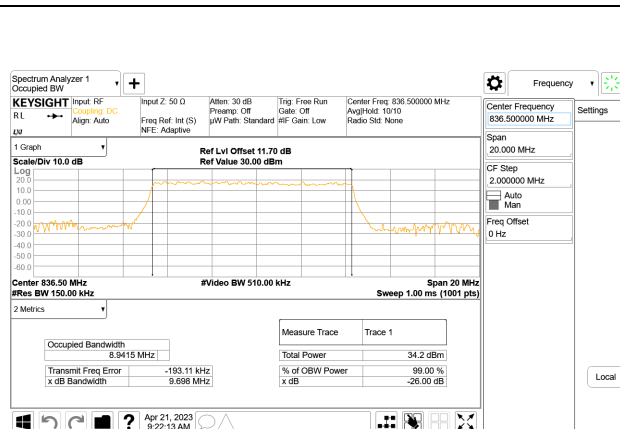 Spectrum Analyzer 1
Occupied BW
+
Frequency
KEYSIGHT Input: RF Input Z: 50 Ω Atten: 30 dB Trig: Free Run Center Freq: 836.500000 MHz
R L Coupling: DC Preamp: Off Gate: Off Avg|Hold: 10/10
Align: Auto Freq Ref: Int (S) µW Path: Standard #IF Gain: Low Radio Std: None
NFE: Adaptive
Center Frequency
836.500000 MHz
Settings
Span
20.000 MHz
CF Step
2.000000 MHz
Auto
Man
Freq Offset
0 Hz
Local
1 Graph
Ref Lvl Offset 11.70 dB
Scale/Div 10.0 dB Ref Value 30.00 dBm
Log
20.0
10.0
0.00
-10.0
-20.0
-30.0
-40.0
-50.0
-60.0
Center 836.50 MHz #Video BW 510.00 kHz Span 20 MHz
#Res BW 150.00 kHz Sweep 1.00 ms (1001 pts)
2 Metrics
Measure Trace Trace 1
Occupied Bandwidth
8.9415 MHz Total Power 34.2 dBm
Transmit Freq Error -193.11 kHz % of OBW Power 99.00 %
x dB Bandwidth 9.698 MHz x dB -26.00 dB
? Apr 21, 2023
9:22:13 AM